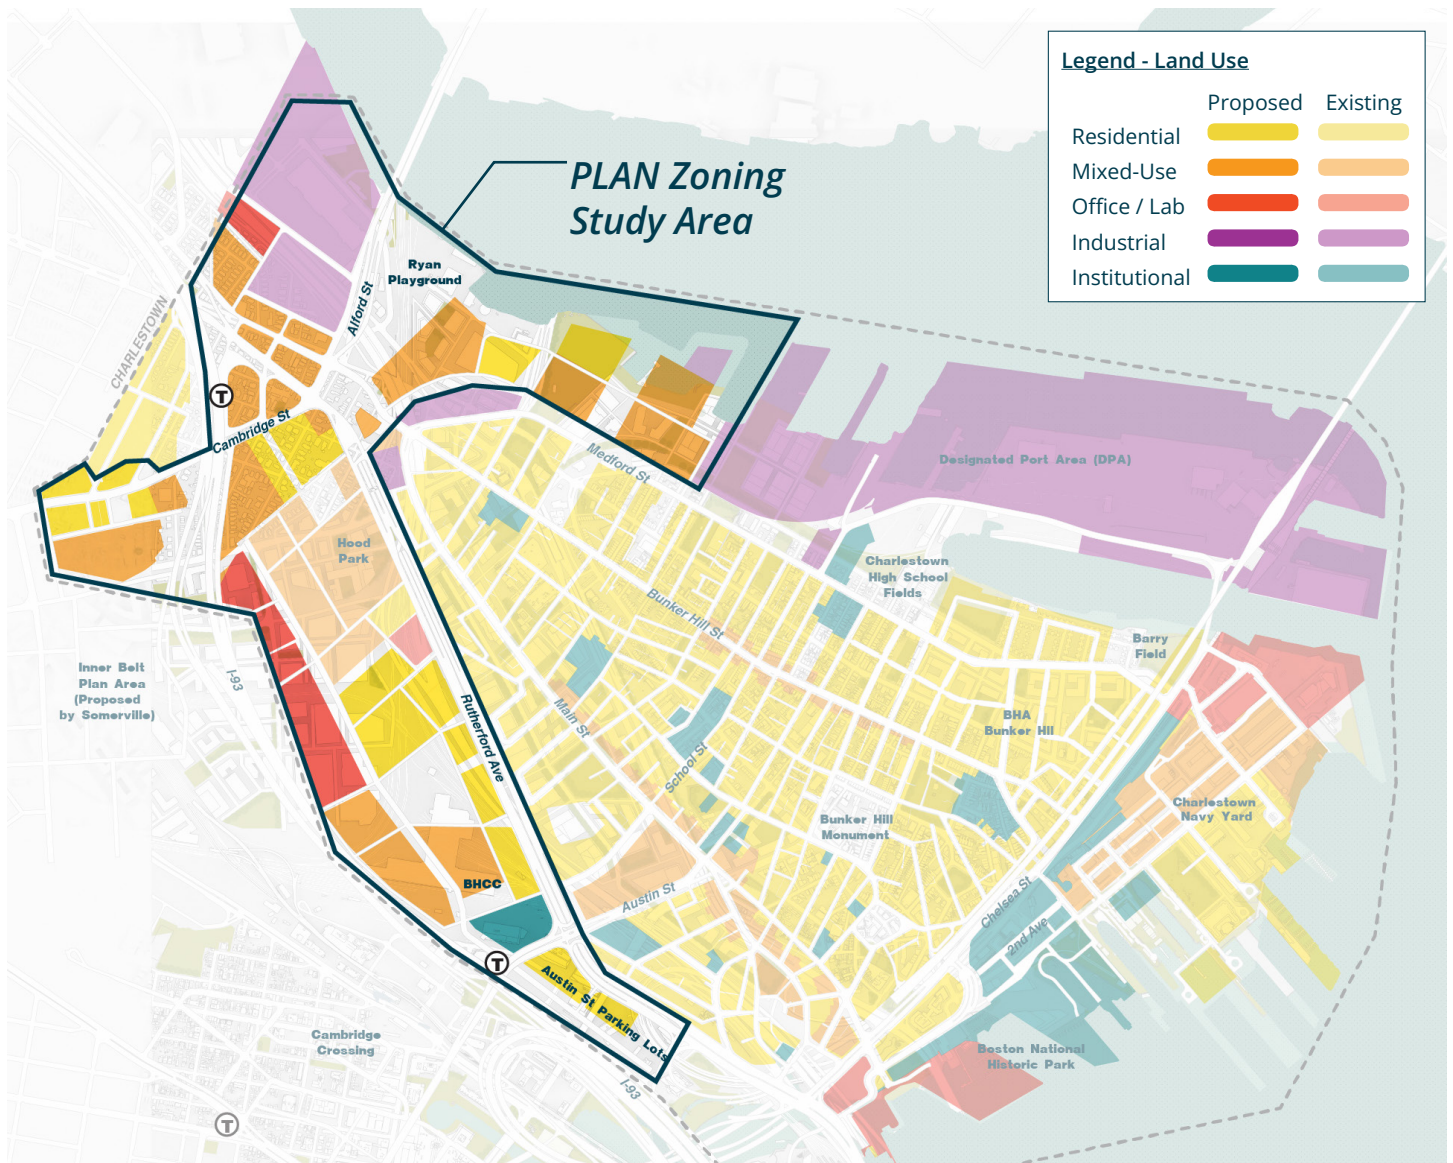 Legend - Land Use
Proposed Existing
Residential
Mixed-Use
Office / Lab
Industrial
Institutional
PLAN Zoning
Study Area
Ryan
Playground
Alford St
CHARLESTOWN
T
Cambridge St
Medford St
Designated Port Area (DPA)
Hood
Park
Charlestown
High School
Fields
Bunker Hill St
Barry
Field
Inner Belt
Plan Area
(Proposed
by Somerville)
I-93
Rutherford Ave
Main St
School St
BHA
Bunker Hill
Bunker Hill
Monument
Charlestown
Navy Yard
BHCC
Austin St
Chelsea St
2nd Ave
T
Austin St Parking Lots
Cambridge
Crossing
Boston National
Historic Park
I-93
T